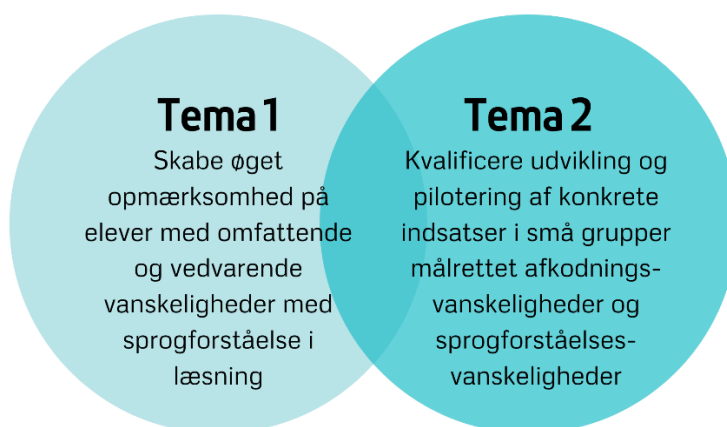 Tema 1
Skabe øget
opmærksomhed på
elever med omfattende
og vedvarende
vanskeligheder med
sprogforståelse i
læsning
Tema 2
Kvalificere udvikling og
pilotering af konkrete
indsatser i små grupper
målrettet afkodnings-
vanskeligheder og
sprogforståelses-
vanskeligheder